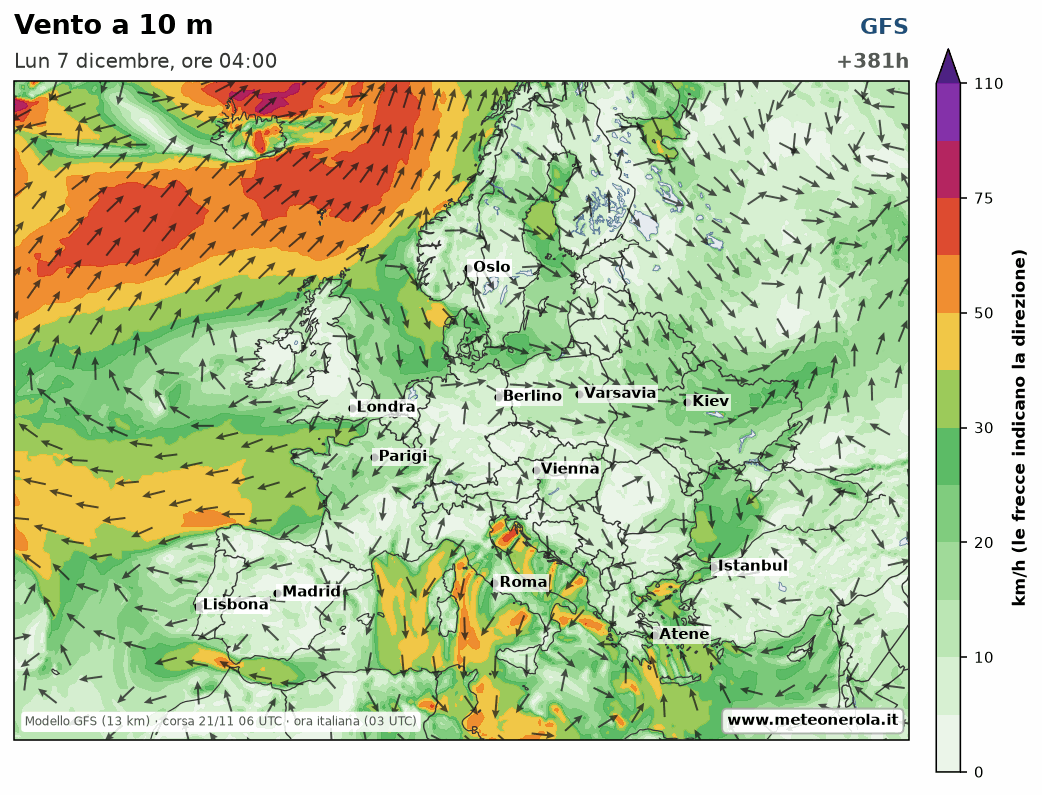 Vento a 10 m
GFS
Lun 7 dicembre, ore 04:00
+381h
110
75
50
30
20
10
0
km/h (le frecce indicano la direzione)
Oslo
Berlino
Varsavia
Kiev
Londra
Parigi
Vienna
Istanbul
Roma
Madrid
Lisbona
Atene
Modello GFS (13 km) · corsa 21/11 06 UTC · ora italiana (03 UTC)
www.meteonerola.it